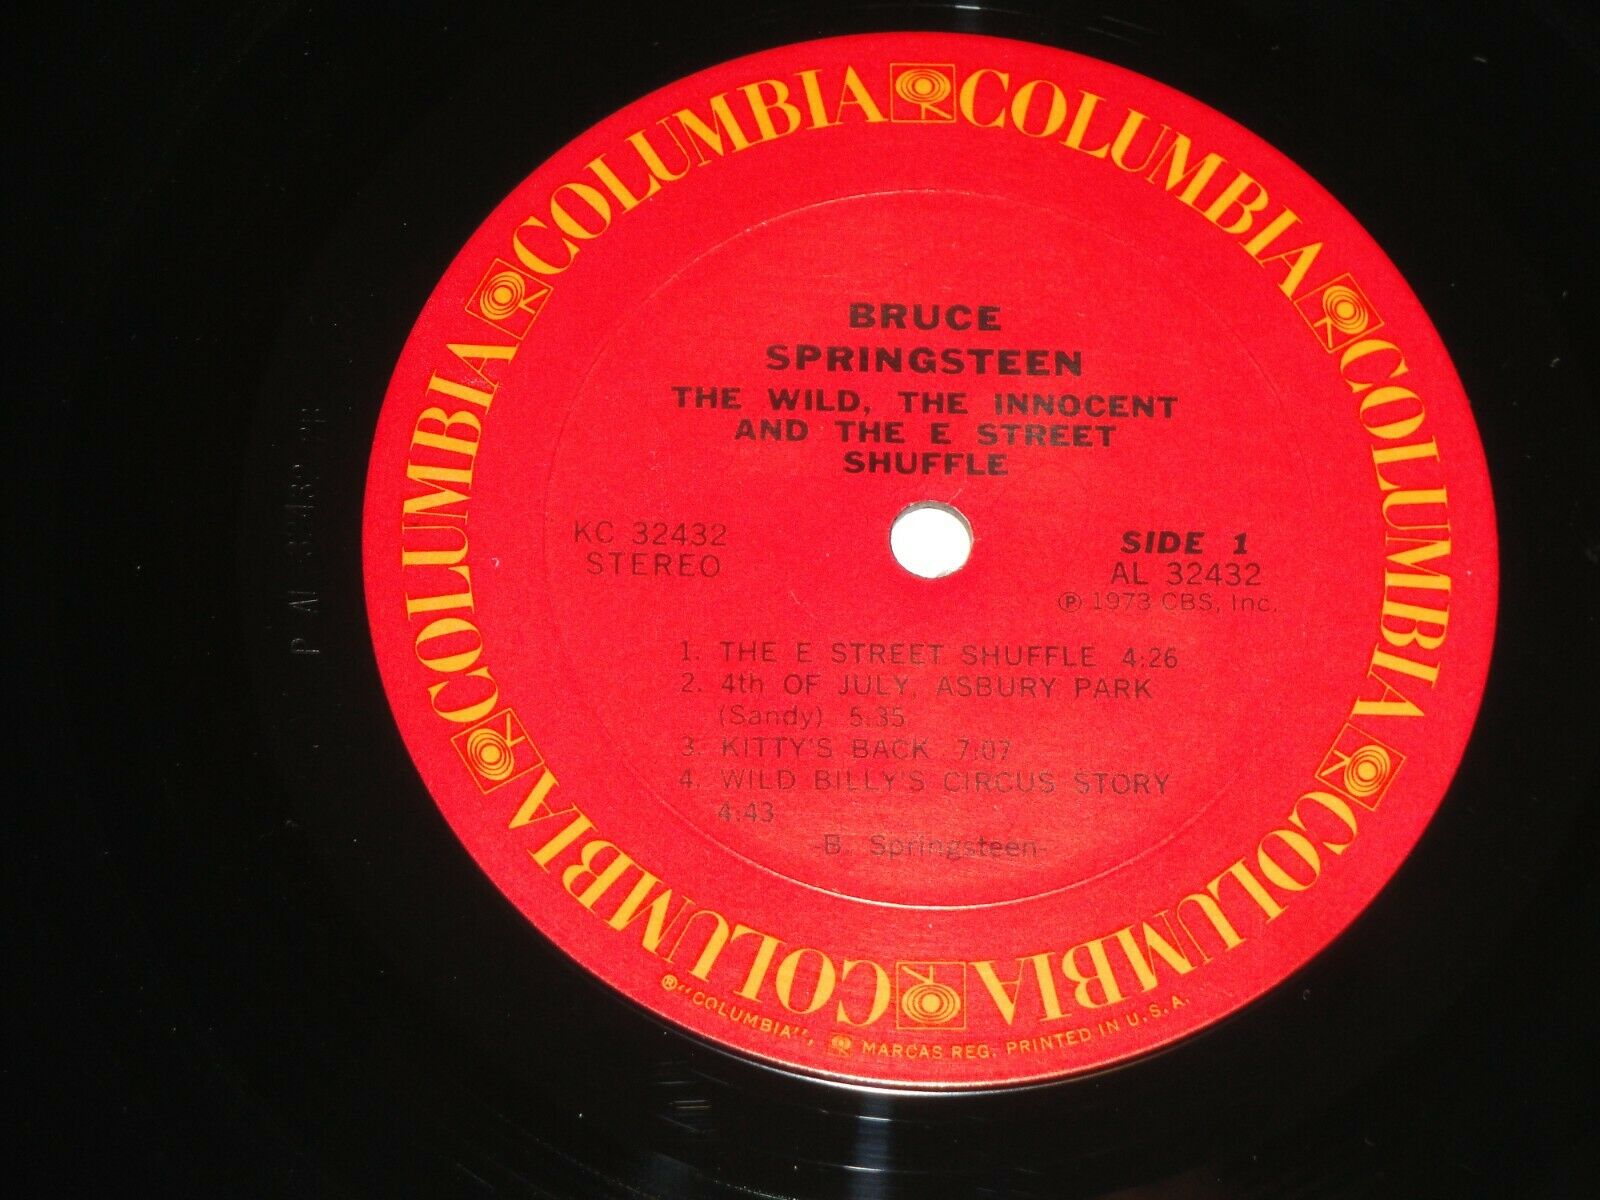 COLUMBIA COLUMBIA COLUMBIA COLUMBIA COLUMBIA COLUMBIA
BRUCE
SPRINGSTEEN
THE WILD, THE INNOCENT
AND THE E STREET
SHUFFLE
KC 32432
STEREO
SIDE 1
AL 32432
℗ 1973 CBS, Inc.
1. THE E STREET SHUFFLE 4:26
2. 4th OF JULY, ASBURY PARK
(Sandy) 5:35
3. KITTY'S BACK 7:07
4. WILD BILLY'S CIRCUS STORY
4:43
-B. Springsteen-
®"COLUMBIA", MARCAS REG. PRINTED IN U.S.A.
P AL 32432